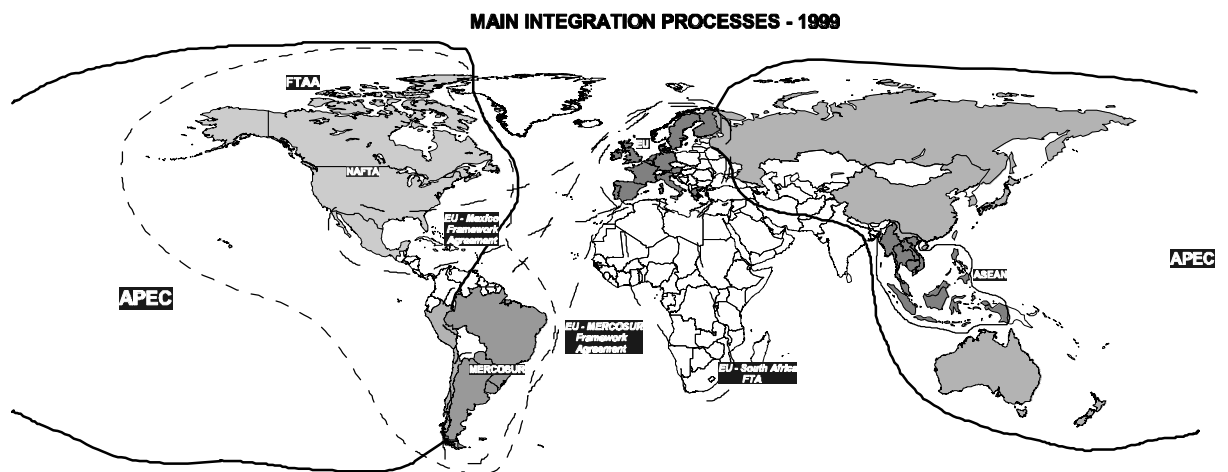 MAIN INTEGRATION PROCESSES - 1999
FTAA
EU
NAFTA
EU - Mexico
Framework
Agreement
APEC
ASEAN
APEC
EU - MERCOSUR
Framework
Agreement
MERCOSUR
EU - South Africa
FTA